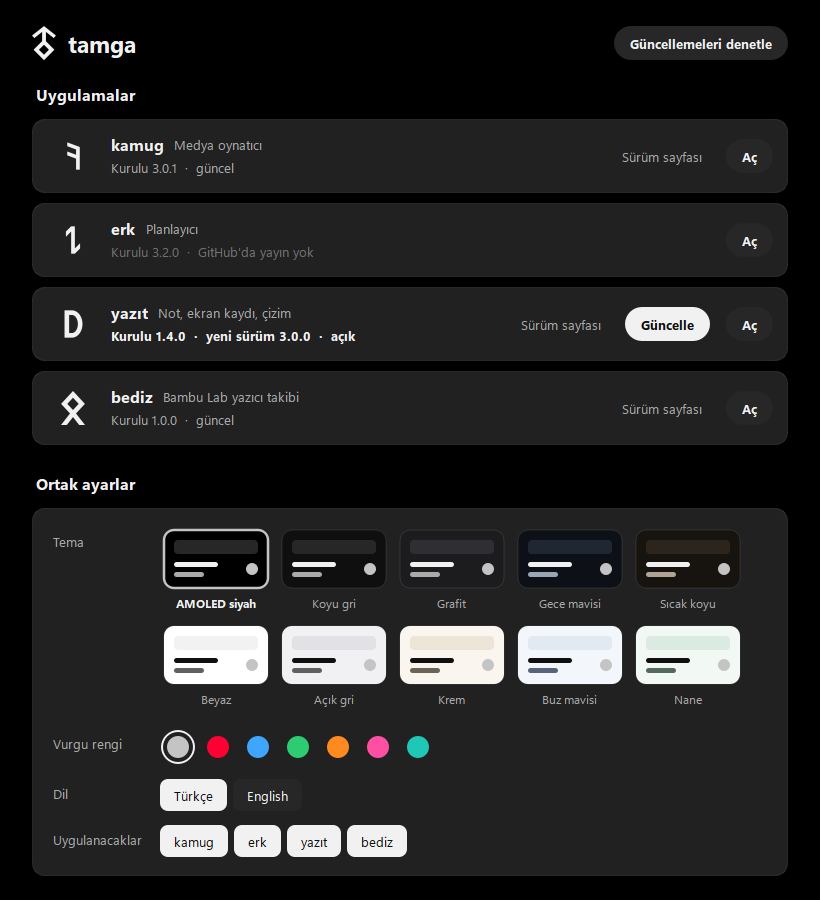 tamga
Güncellemeleri denetle
Uygulamalar
kamug Medya oynatıcı
Kurulu 3.0.1 · güncel
Sürüm sayfası
Aç
erk Planlayıcı
Kurulu 3.2.0 · GitHub'da yayın yok
Aç
yazıt Not, ekran kaydı, çizim
Kurulu 1.4.0 · yeni sürüm 3.0.0 · açık
Sürüm sayfası
Güncelle
Aç
bediz Bambu Lab yazıcı takibi
Kurulu 1.0.0 · güncel
Sürüm sayfası
Aç
Ortak ayarlar
Tema
AMOLED siyah Koyu gri Grafit Gece mavisi Sıcak koyu
Beyaz Açık gri Krem Buz mavisi Nane
Vurgu rengi
Dil Türkçe English
Uygulanacaklar kamug erk yazıt bediz